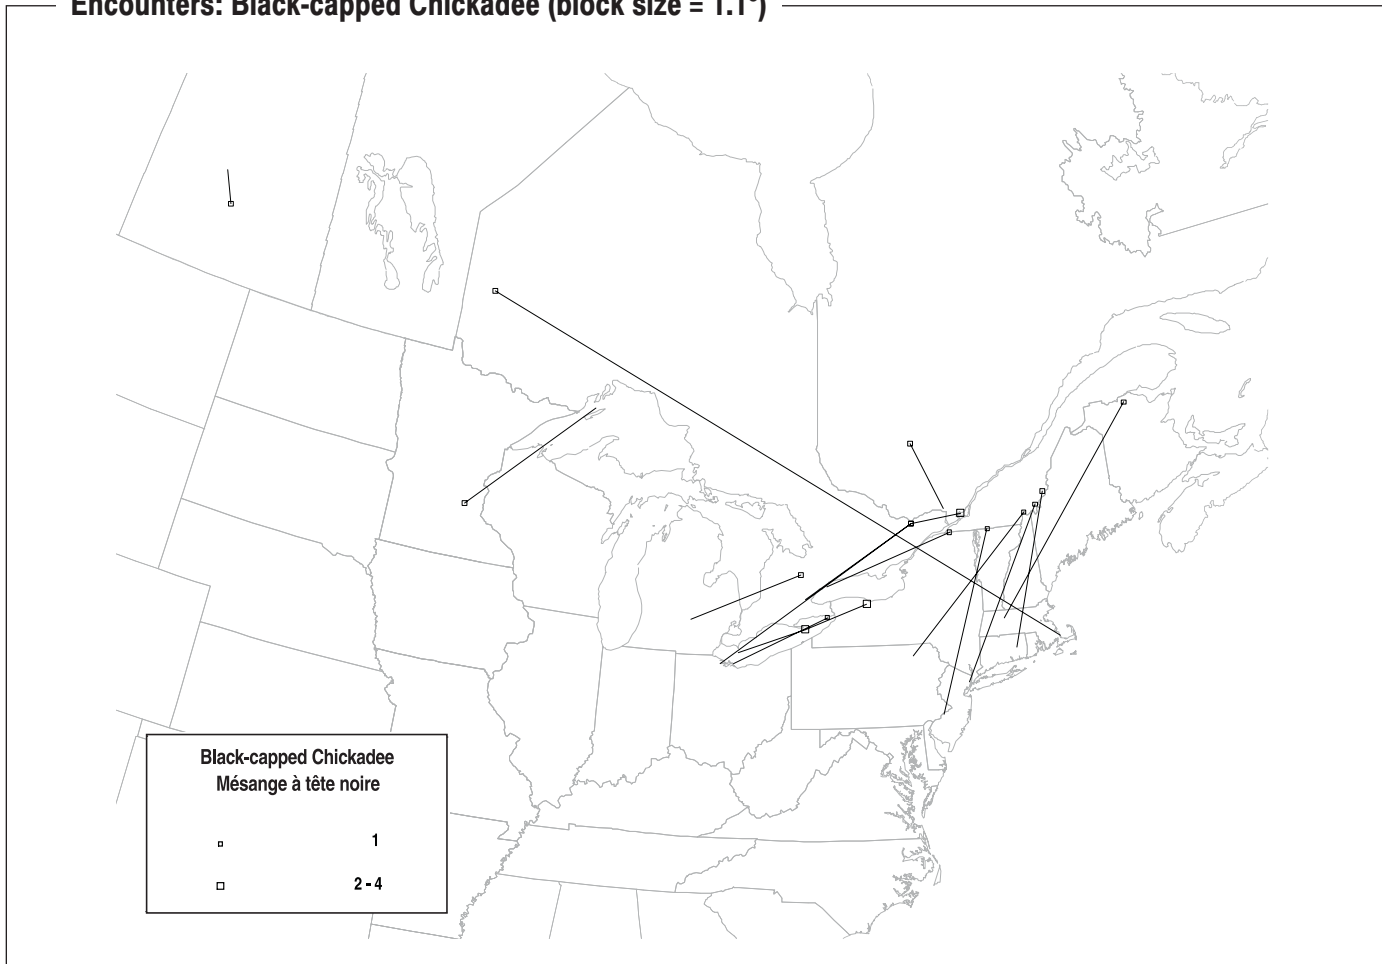 Encounters: Black-capped Chickadee (block size = 1.1°)
Black-capped Chickadee
Mésange à tête noire
1
2 - 4